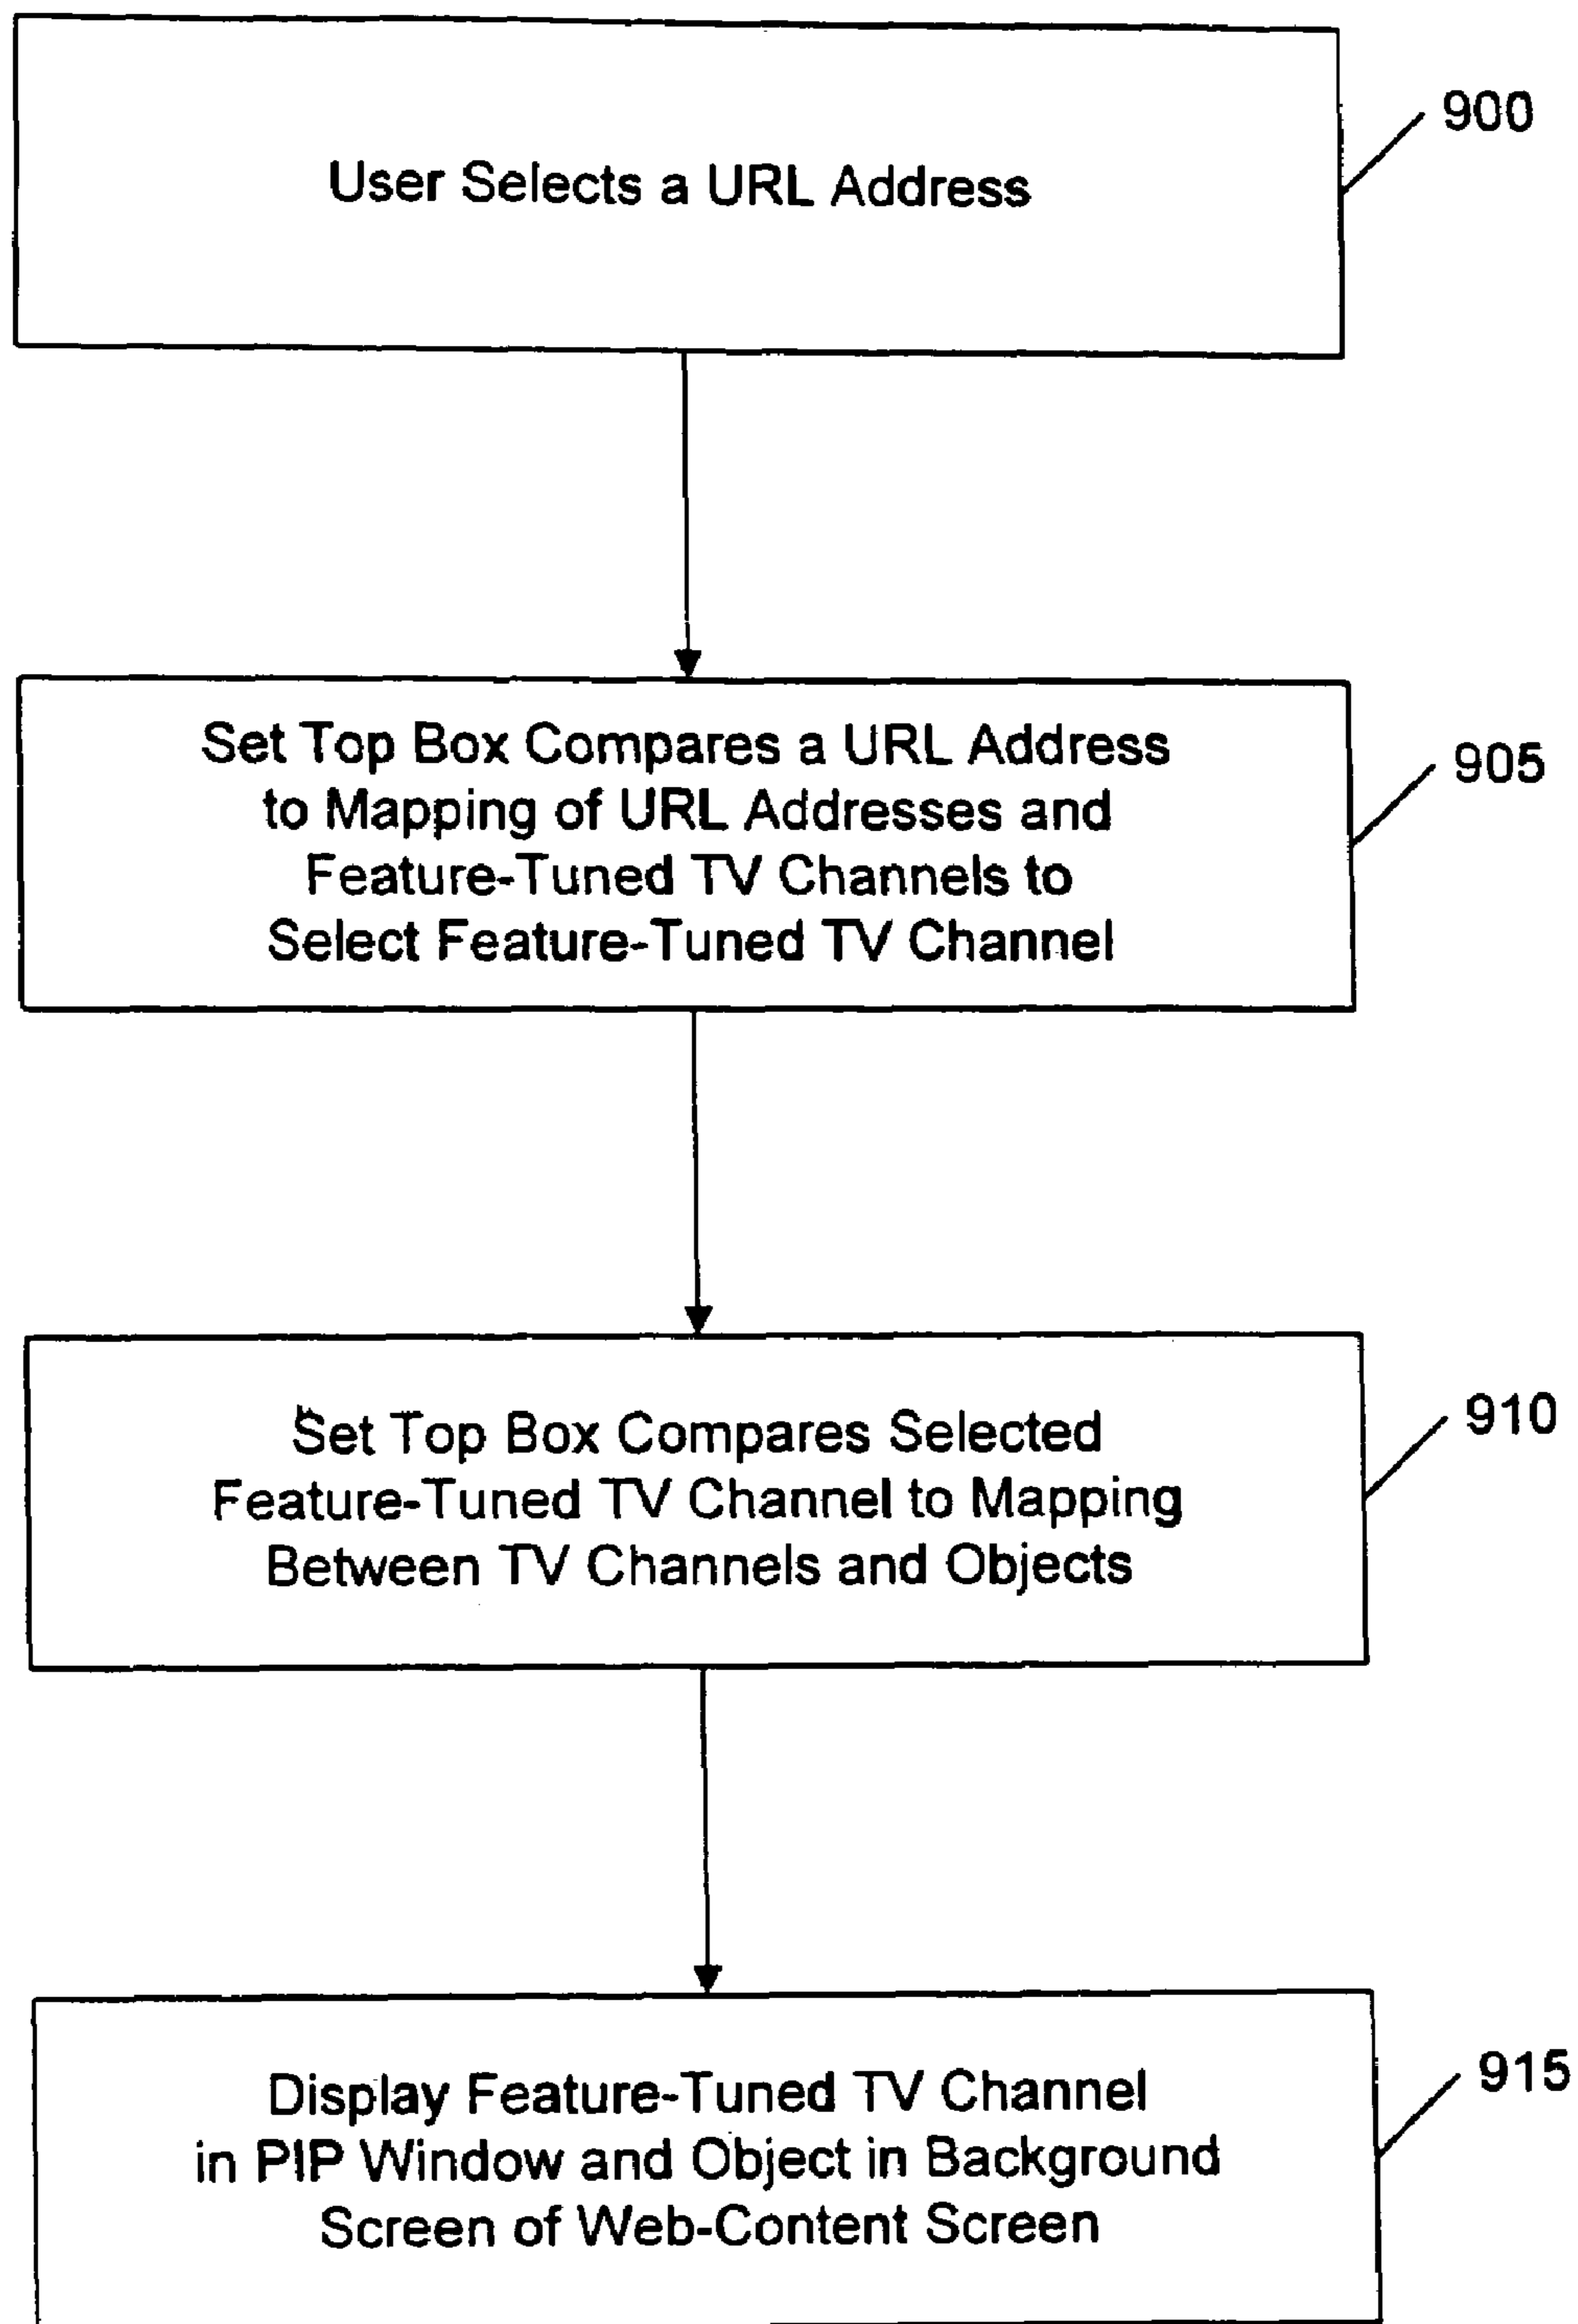 User Selects a URL Address
900
Set Top Box Compares a URL Address
to Mapping of URL Addresses and
Feature-Tuned TV Channels to
Select Feature-Tuned TV Channel
905
Set Top Box Compares Selected
Feature-Tuned TV Channel to Mapping
Between TV Channels and Objects
910
Display Feature-Tuned TV Channel
in PIP Window and Object in Background
Screen of Web-Content Screen
915